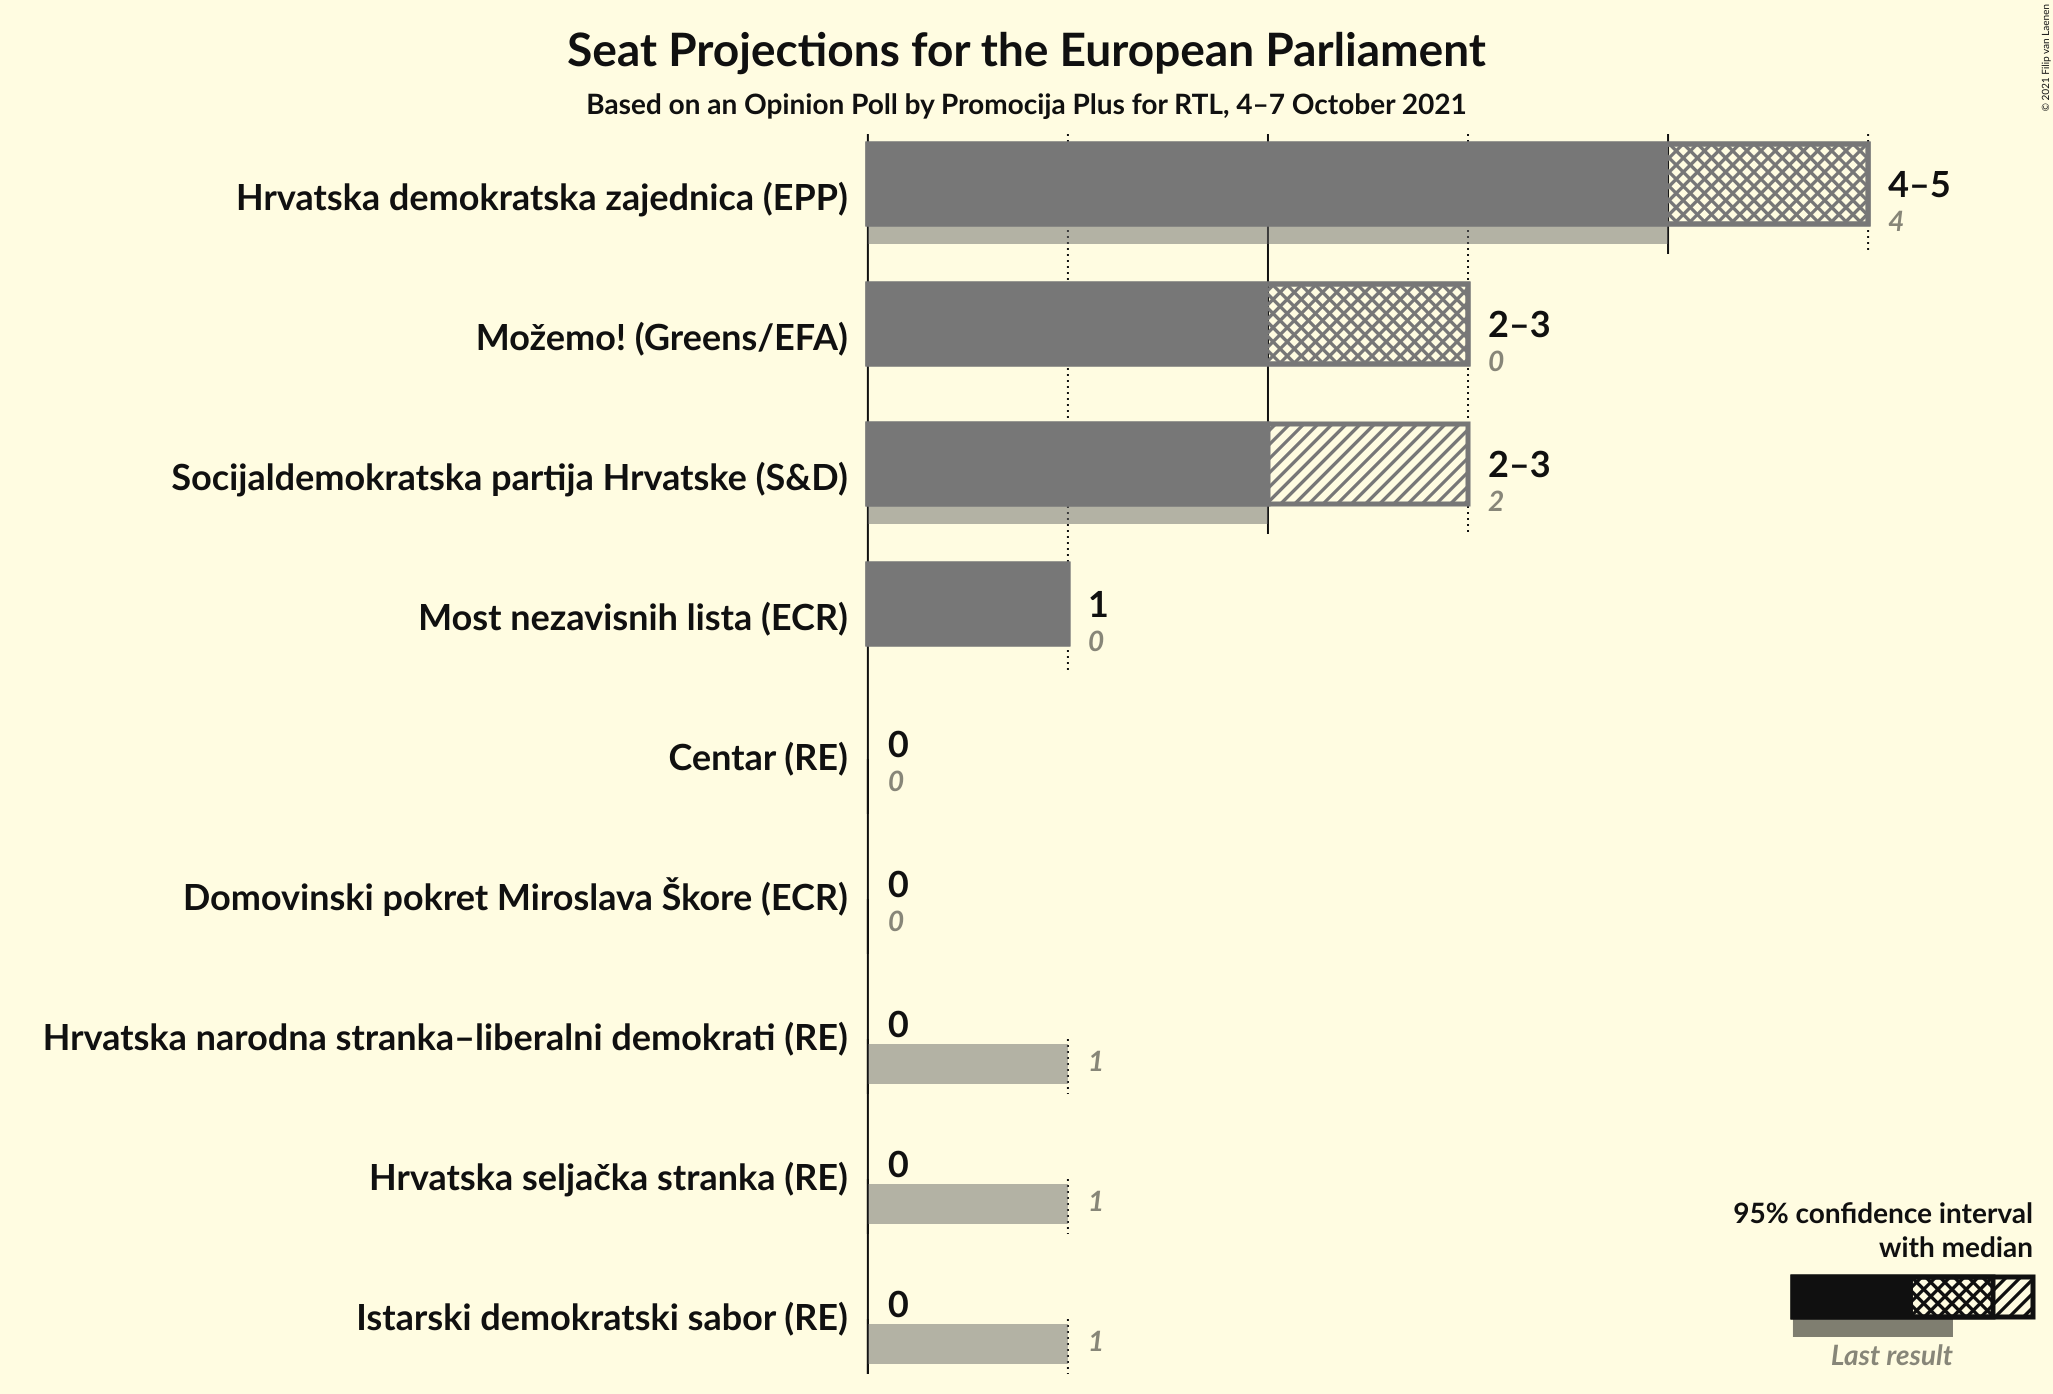 Seat Projections for the European Parliament
Based on an Opinion Poll by Promocija Plus for RTL, 4–7 October 2021
© 2021 Filip van Laenen
Hrvatska demokratska zajednica (EPP)
4–5
4
Možemo! (Greens/EFA)
2–3
0
Socijaldemokratska partija Hrvatske (S&D)
2–3
2
Most nezavisnih lista (ECR)
1
0
Centar (RE)
0
0
Domovinski pokret Miroslava Škore (ECR)
0
0
Hrvatska narodna stranka–liberalni demokrati (RE)
0
1
Hrvatska seljačka stranka (RE)
0
1
Istarski demokratski sabor (RE)
0
1
95% confidence interval
with median
Last result